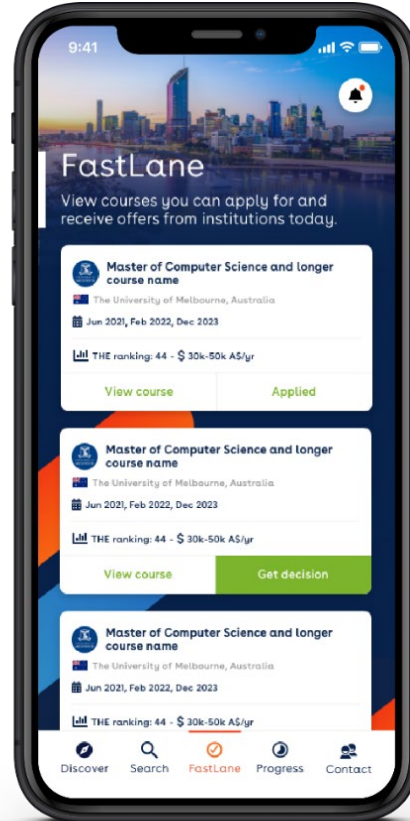 9:41
FastLane
View courses you can apply for and
receive offers from institutions today.
Master of Computer Science and longer
course name
The University of Melbourne, Australia
Jun 2021, Feb 2022, Dec 2023
THE ranking: 44 - $ 30k-50k A$/yr
View course Applied
Master of Computer Science and longer
course name
The University of Melbourne, Australia
Jun 2021, Feb 2022, Dec 2023
THE ranking: 44 - $ 30k-50k A$/yr
View course Get decision
Master of Computer Science and longer
course name
The University of Melbourne, Australia
Jun 2021, Feb 2022, Dec 2023
THE ranking: 44 - $ 30k-50k A$/yr
Discover Search FastLane Progress Contact